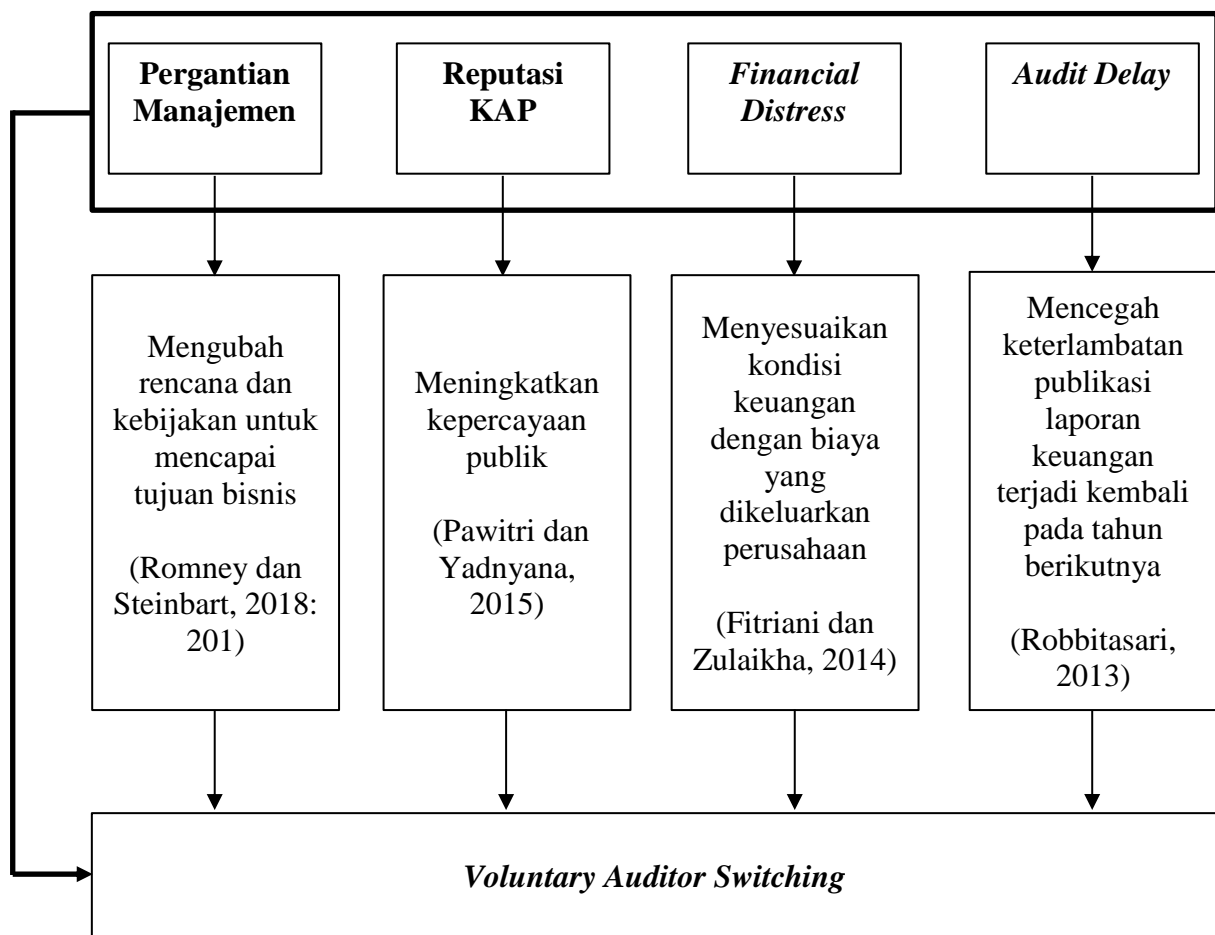 Pergantian
Manajemen
Reputasi
KAP
Financial
Distress
Audit Delay
Mengubah
rencana dan
kebijakan untuk
mencapai
tujuan bisnis
(Romney dan
Steinbart, 2018:
201)
Meningkatkan
kepercayaan
publik
(Pawitri dan
Yadnyana,
2015)
Menyesuaikan
kondisi
keuangan
dengan biaya
yang
dikeluarkan
perusahaan
(Fitriani dan
Zulaikha, 2014)
Mencegah
keterlambatan
publikasi
laporan
keuangan
terjadi kembali
pada tahun
berikutnya
(Robbitasari,
2013)
Voluntary Auditor Switching